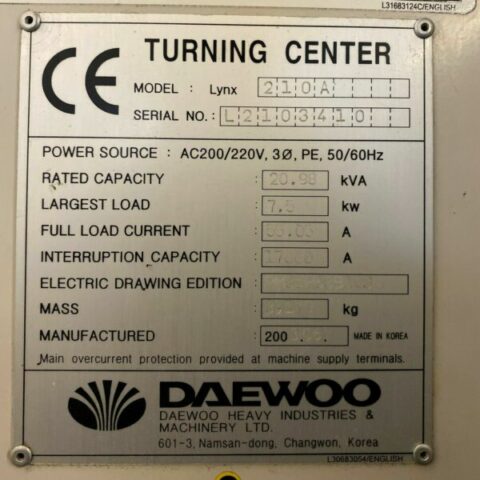 L31683124C/ENGLISH
CE
TURNING CENTER
MODEL : Lynx 210A
SERIAL NO. : L2103410
POWER SOURCE : AC200/220V, 3Ø, PE, 50/60Hz
RATED CAPACITY : 20.98 kVA
LARGEST LOAD : 7.5 kw
FULL LOAD CURRENT : A
INTERRUPTION CAPACITY : A
ELECTRIC DRAWING EDITION :
MASS : kg
MANUFACTURED : 200 MADE IN KOREA
Main overcurrent protection provided at machine supply terminals.
DAEWOO
DAEWOO HEAVY INDUSTRIES &
MACHINERY LTD.
601-3, Namsan-dong, Changwon, Korea
L30683054/ENGLISH